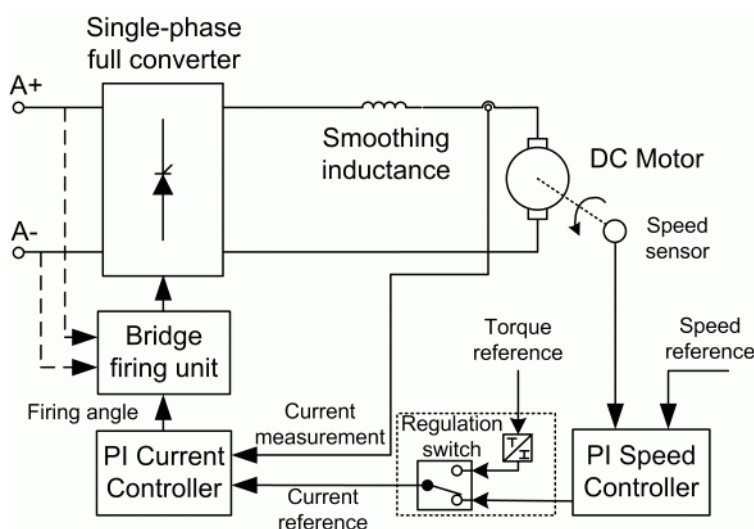 Single-phase
full converter
A+
Smoothing
inductance
DC Motor
A-
Speed
sensor
Bridge
firing unit
Torque
reference
Speed
reference
Firing angle
Current
measurement
Regulation
switch
T
I
PI Current
Controller
PI Speed
Controller
Current
reference